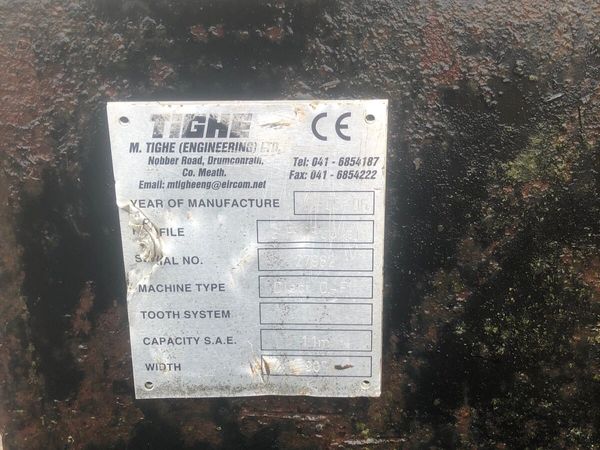 TIGHE
CE
M. TIGHE (ENGINEERING) LTD.
Nobber Road, Drumconrath,
Co. Meath.
Email: mtigheeng@eircom.net
Tel: 041 - 6854187
Fax: 041 - 6854222
YEAR OF MANUFACTURE
PROFILE
SERIAL NO.
MACHINE TYPE
TOOTH SYSTEM
CAPACITY S.A.E.
WIDTH